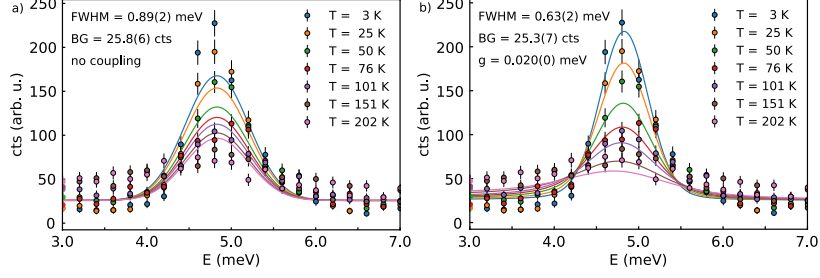 a)
FWHM = 0.89(2) meV
BG = 25.8(6) cts
no coupling
T = 3 K
T = 25 K
T = 50 K
T = 76 K
T = 101 K
T = 151 K
T = 202 K
cts (arb. u.)
250
200
150
100
50
0
3.0 4.0 5.0 6.0 7.0
E (meV)
b)
FWHM = 0.63(2) meV
BG = 25.3(7) cts
g = 0.020(0) meV
T = 3 K
T = 25 K
T = 50 K
T = 76 K
T = 101 K
T = 151 K
T = 202 K
cts (arb. u.)
250
200
150
100
50
0
3.0 4.0 5.0 6.0 7.0
E (meV)